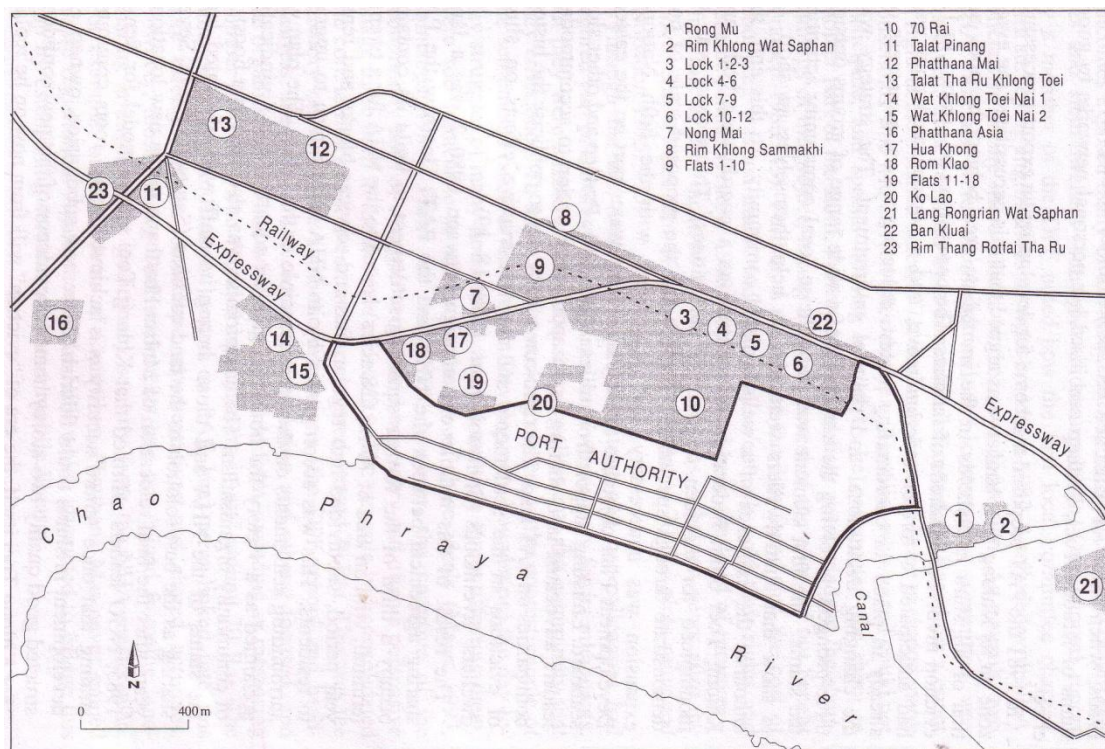 1 Rong Mu
2 Rim Khlong Wat Saphan
3 Lock 1-2-3
4 Lock 4-6
5 Lock 7-9
6 Lock 10-12
7 Nong Mai
8 Rim Khlong Sammakhi
9 Flats 1-10
10 70 Rai
11 Talat Pinang
12 Phatthana Mai
13 Talat Tha Ru Khlong Toei
14 Wat Khlong Toei Nai 1
15 Wat Khlong Toei Nai 2
16 Phatthana Asia
17 Hua Khong
18 Rom Klao
19 Flats 11-18
20 Ko Lao
21 Lang Rongrian Wat Saphan
22 Ban Kluai
23 Rim Thang Rotfai Tha Ru
13
12
23
11
Railway
8
Expressway
9
7
3
4
5
22
16
14
17
6
15
18
19
20
10
Expressway
PORT AUTHORITY
1
2
Chao Phraya River
21
Canal
N
0 400 m